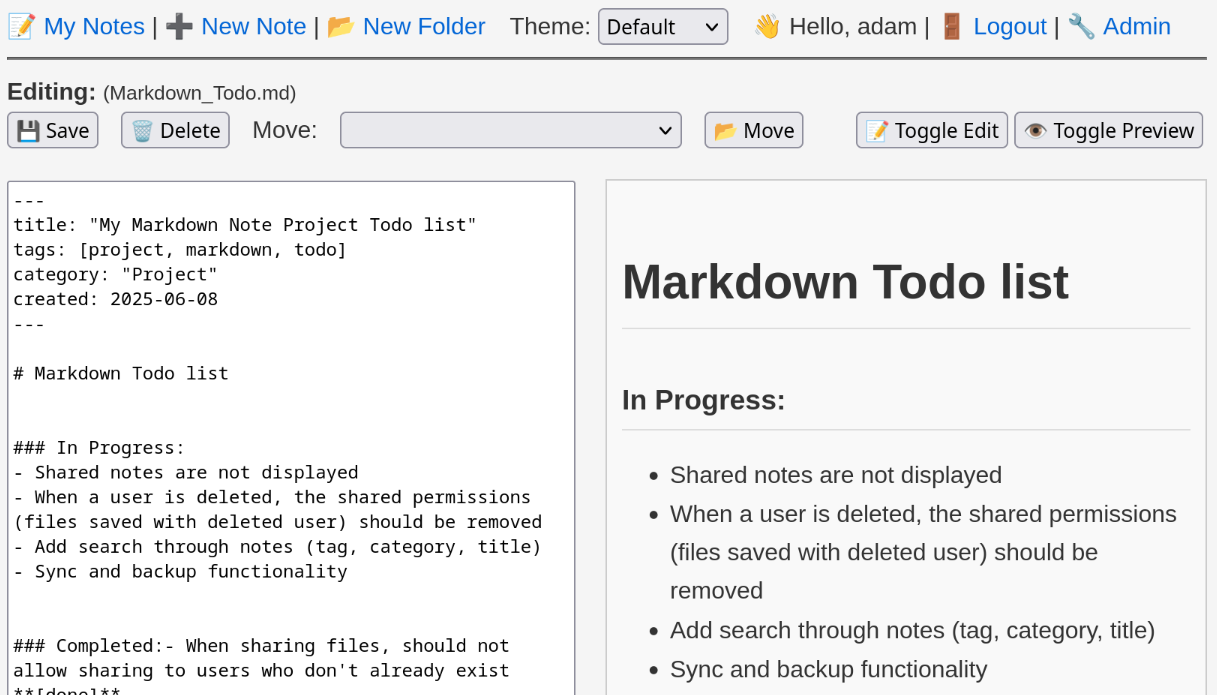 📝 My Notes | ➕ New Note | 📂 New Folder Theme: Default 👋 Hello, adam | 🚪 Logout | 🔧 Admin
Editing: (Markdown_Todo.md)
💾 Save 🗑️ Delete Move: 📂 Move 📝 Toggle Edit 👁️ Toggle Preview
---
title: "My Markdown Note Project Todo list"
tags: [project, markdown, todo]
category: "Project"
created: 2025-06-08
---
# Markdown Todo list
### In Progress:
- Shared notes are not displayed
- When a user is deleted, the shared permissions
(files saved with deleted user) should be removed
- Add search through notes (tag, category, title)
- Sync and backup functionality
### Completed:- When sharing files, should not
allow sharing to users who don't already exist
**[done]**
Markdown Todo list
In Progress:
• Shared notes are not displayed
• When a user is deleted, the shared permissions
(files saved with deleted user) should be
removed
• Add search through notes (tag, category, title)
• Sync and backup functionality